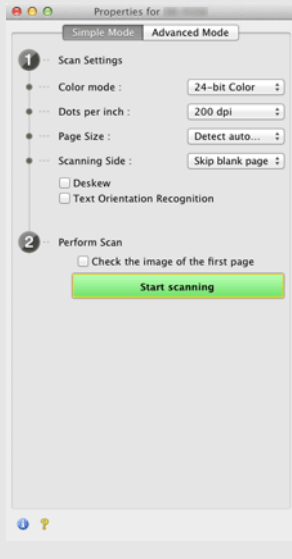 Properties for
Simple Mode Advanced Mode
1 Scan Settings
Color mode : 24-bit Color
Dots per inch : 200 dpi
Page Size : Detect auto...
Scanning Side : Skip blank page
Deskew
Text Orientation Recognition
2 Perform Scan
Check the image of the first page
Start scanning